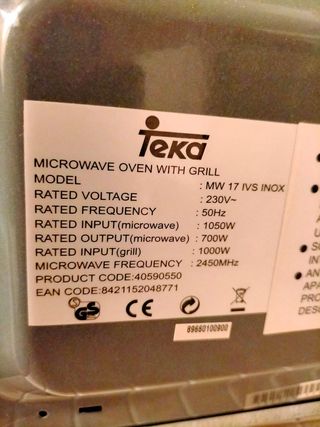 Teka
MICROWAVE OVEN WITH GRILL
MODEL : MW 17 IVS INOX
RATED VOLTAGE : 230V~
RATED FREQUENCY : 50Hz
RATED INPUT(microwave) : 1050W
RATED OUTPUT(microwave) : 700W
RATED INPUT(grill) : 1000W
MICROWAVE FREQUENCY : 2450MHz
PRODUCT CODE:40590550
EAN CODE:8421152048771
GS CE
89660100900